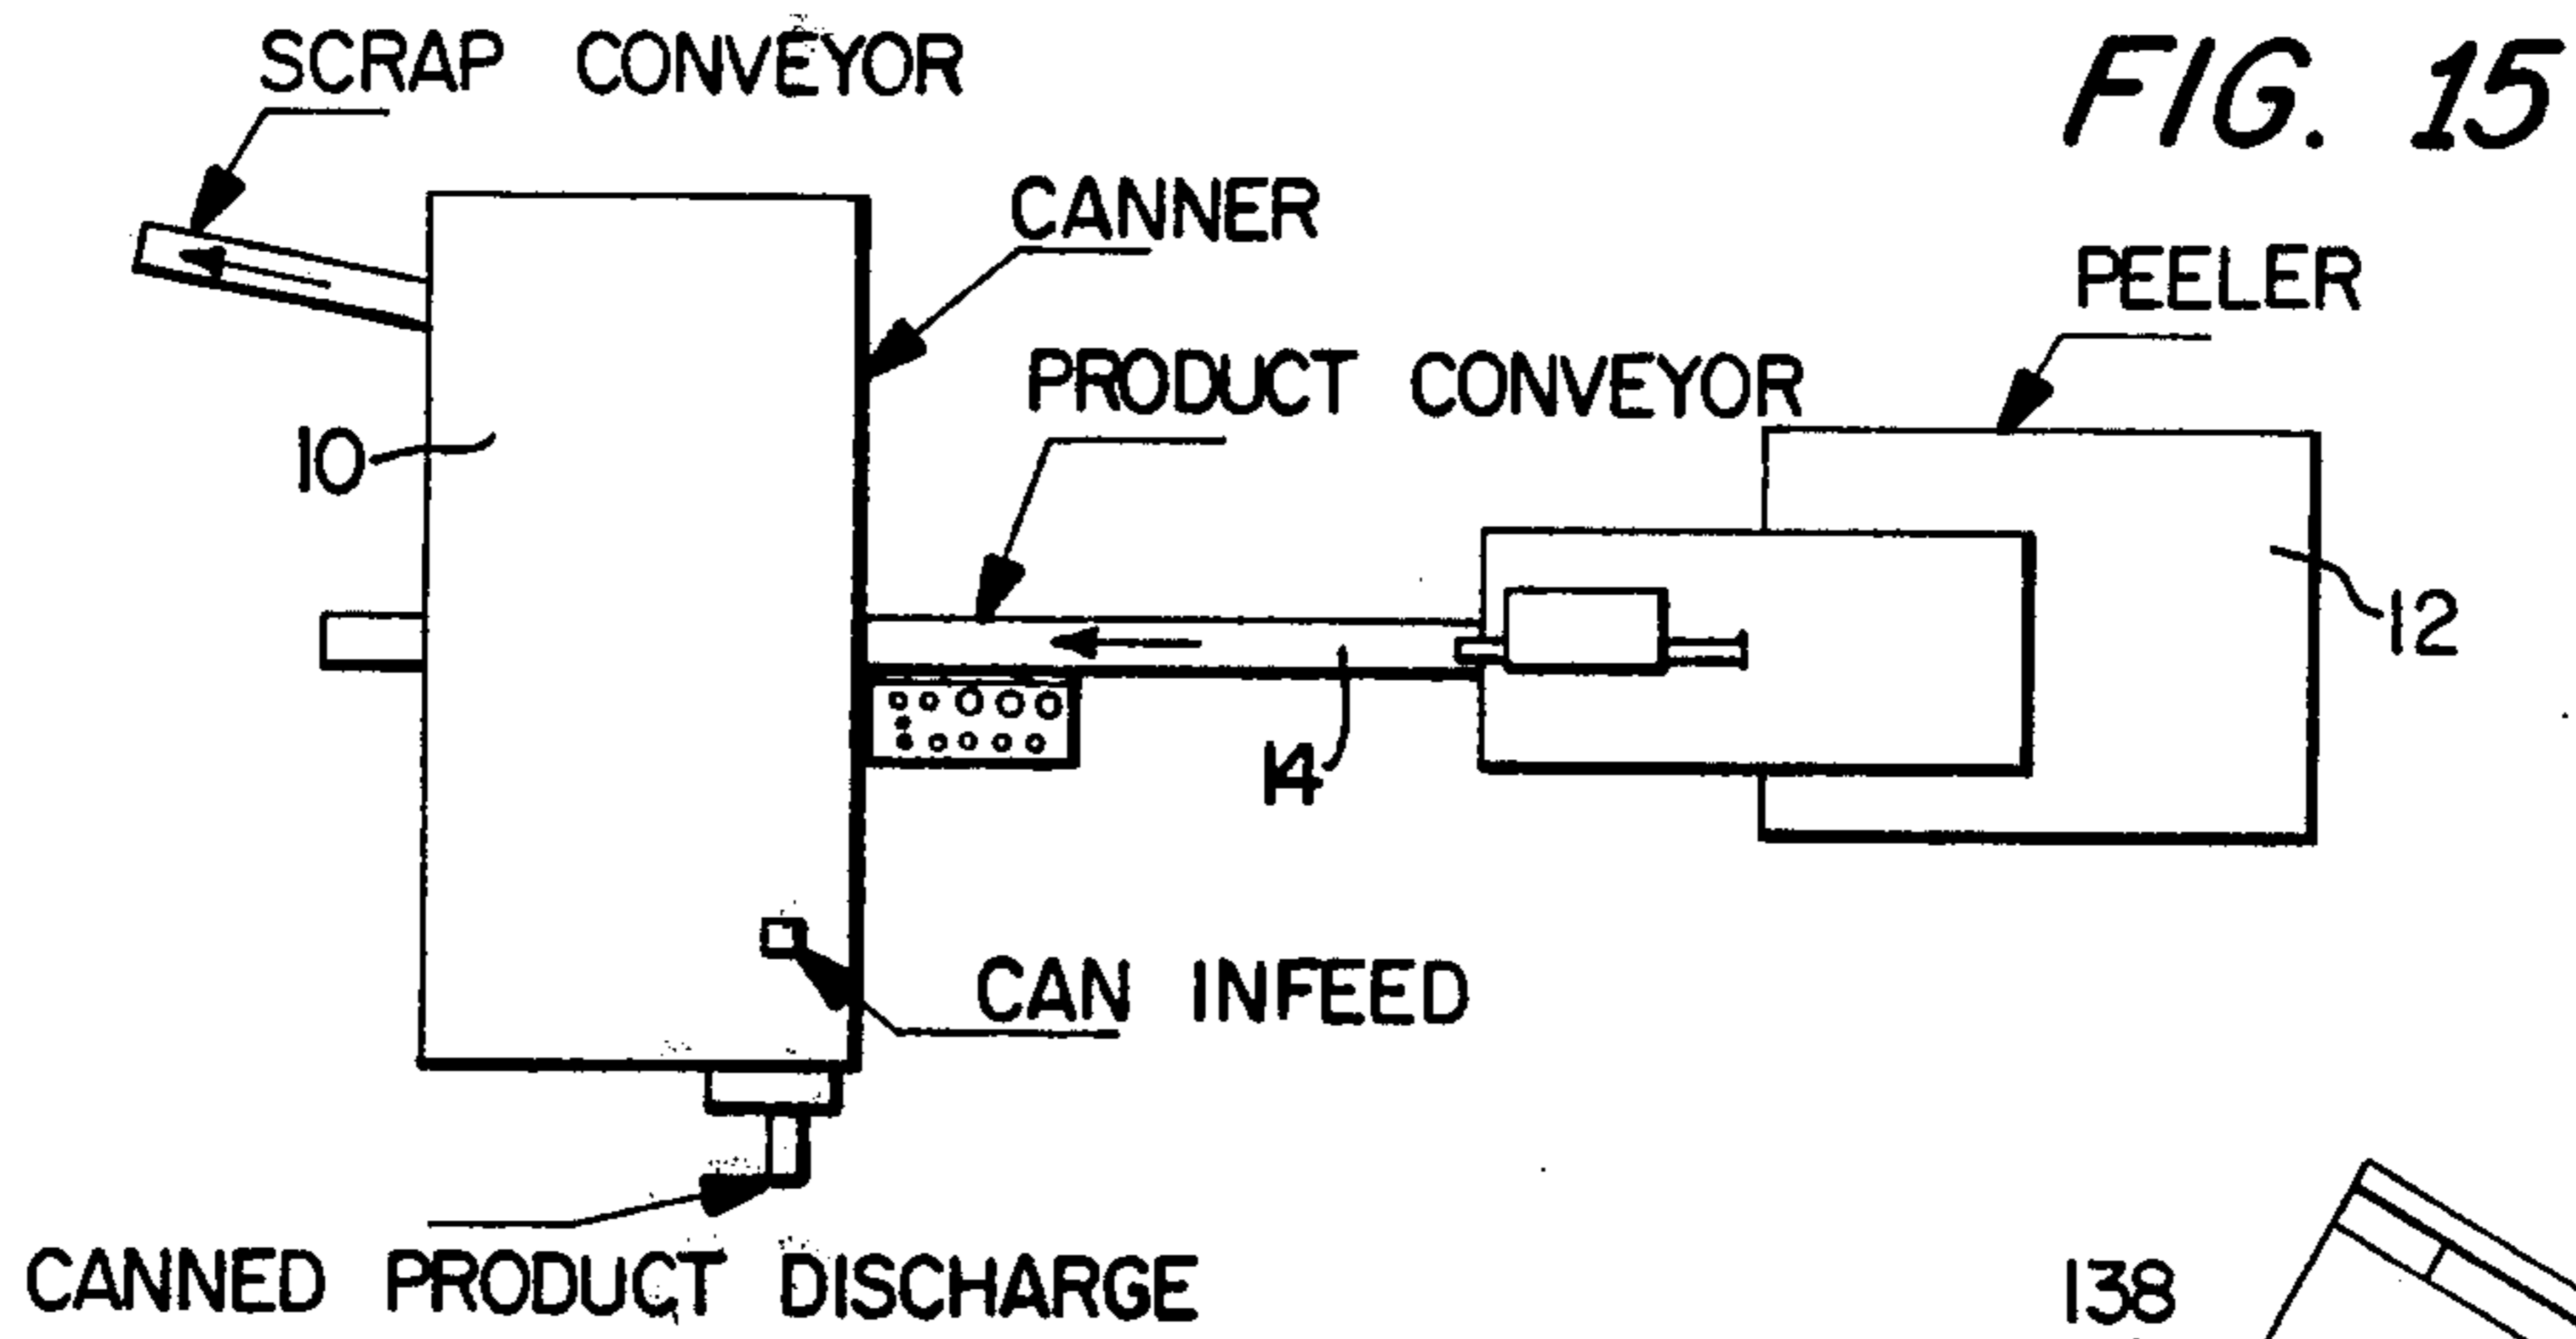 SCRAP CONVEYOR
FIG. 15
CANNER
PEELER
PRODUCT CONVEYOR
10
12
14
CAN INFEED
CANNED PRODUCT DISCHARGE
138